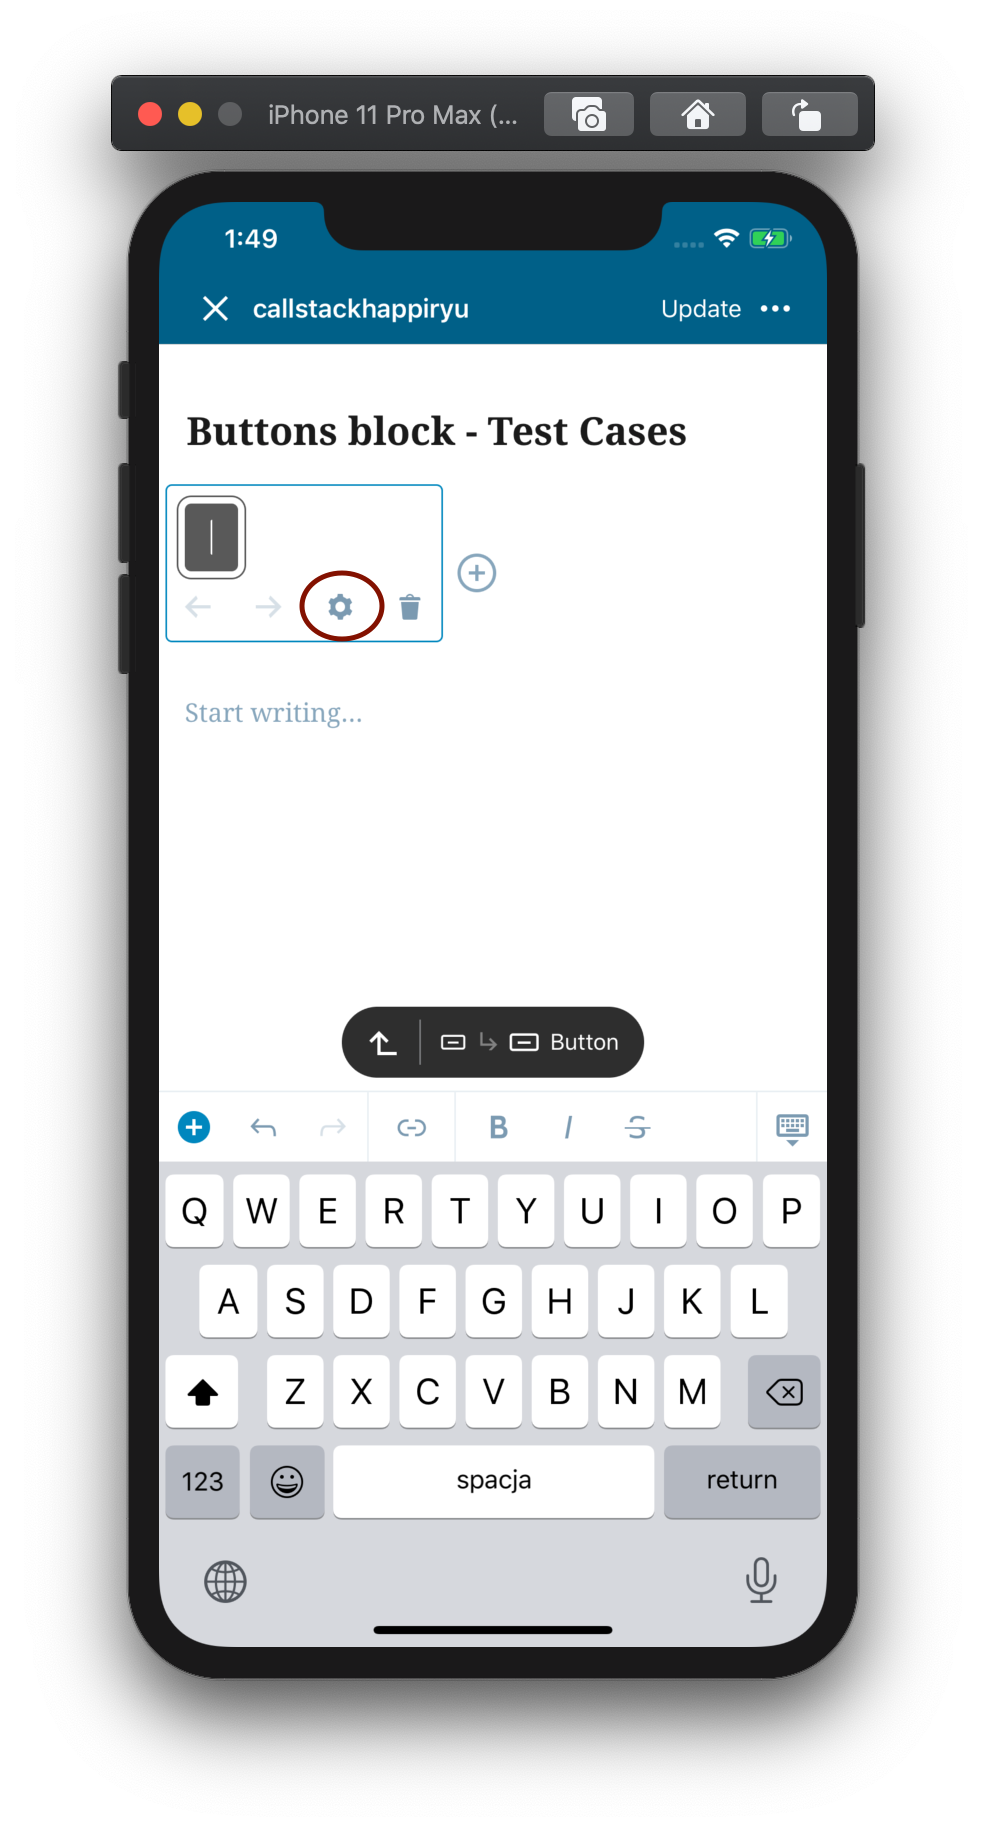 iPhone 11 Pro Max (...
1:49
callstackhappiryu Update
Buttons block - Test Cases
Start writing...
Button
B I S
Q W E R T Y U I O P
A S D F G H J K L
Z X C V B N M
123 spacja return